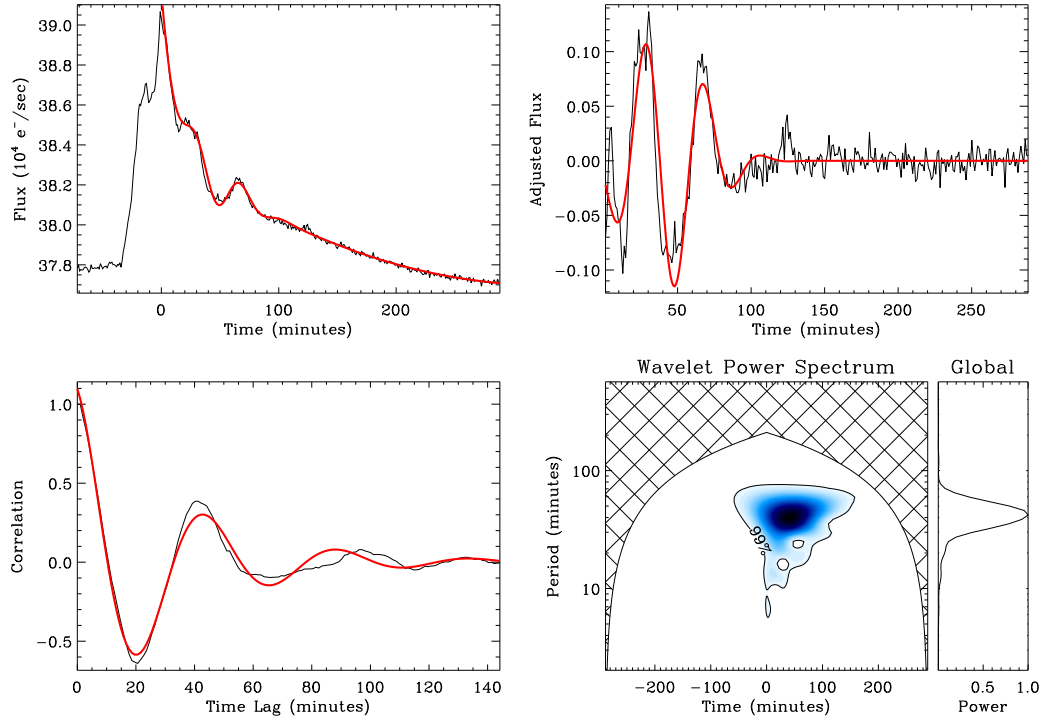 39.0
38.8
38.6
38.4
38.2
38.0
37.8
Flux (10⁴ e⁻/sec)
0 100 200
Time (minutes)
0.10
0.05
0.00
−0.05
−0.10
Adjusted Flux
50 100 150 200 250
Time (minutes)
1.0
0.5
0.0
−0.5
Correlation
0 20 40 60 80 100 120 140
Time Lag (minutes)
Wavelet Power Spectrum
100
10
Period (minutes)
99%
−200 −100 0 100 200
Time (minutes)
Global
0.5 1.0
Power